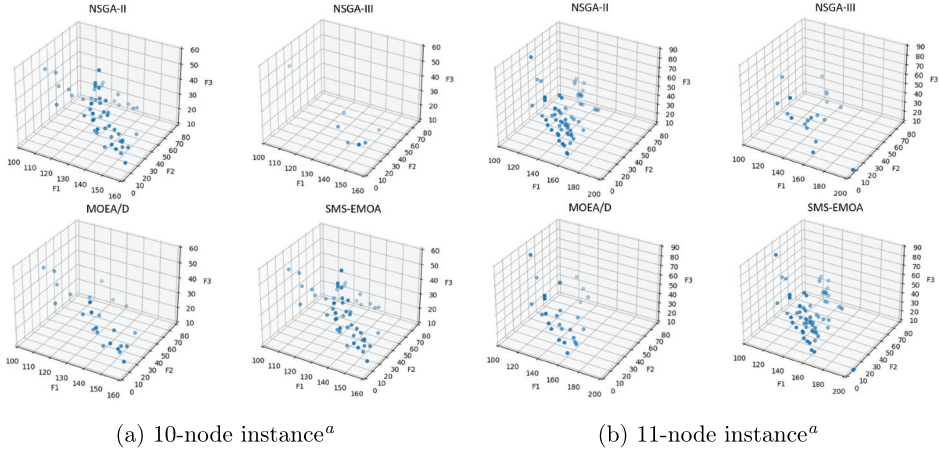 NSGA-II
60
50
40
F3
30
20
10
100 110 120 130 140 150 160
F1
0 10 20 30 40 50 60 70 80
F2
NSGA-III
60
50
40
F3
30
20
10
100 110 120 130 140 150 160
F1
0 10 20 30 40 50 60 70 80
F2
NSGA-II
90
80
70
60
F3
50
40
30
20
10
100 120 140 160 180 200
F1
0 10 20 30 40 50 60 70 80
F2
NSGA-III
90
80
70
60
F3
50
40
30
20
10
100 120 140 160 180 200
F1
0 10 20 30 40 50 60 70 80
F2
MOEA/D
60
50
40
F3
30
20
10
100 110 120 130 140 150 160
F1
0 10 20 30 40 50 60 70 80
F2
SMS-EMOA
60
50
40
F3
30
20
10
100 110 120 130 140 150 160
F1
0 10 20 30 40 50 60 70 80
F2
MOEA/D
90
80
70
60
F3
50
40
30
20
10
100 120 140 160 180 200
F1
0 10 20 30 40 50 60 70 80
F2
SMS-EMOA
90
80
70
60
F3
50
40
30
20
10
100 120 140 160 180 200
F1
0 10 20 30 40 50 60 70 80
F2
(a) 10-node instance^a
(b) 11-node instance^a